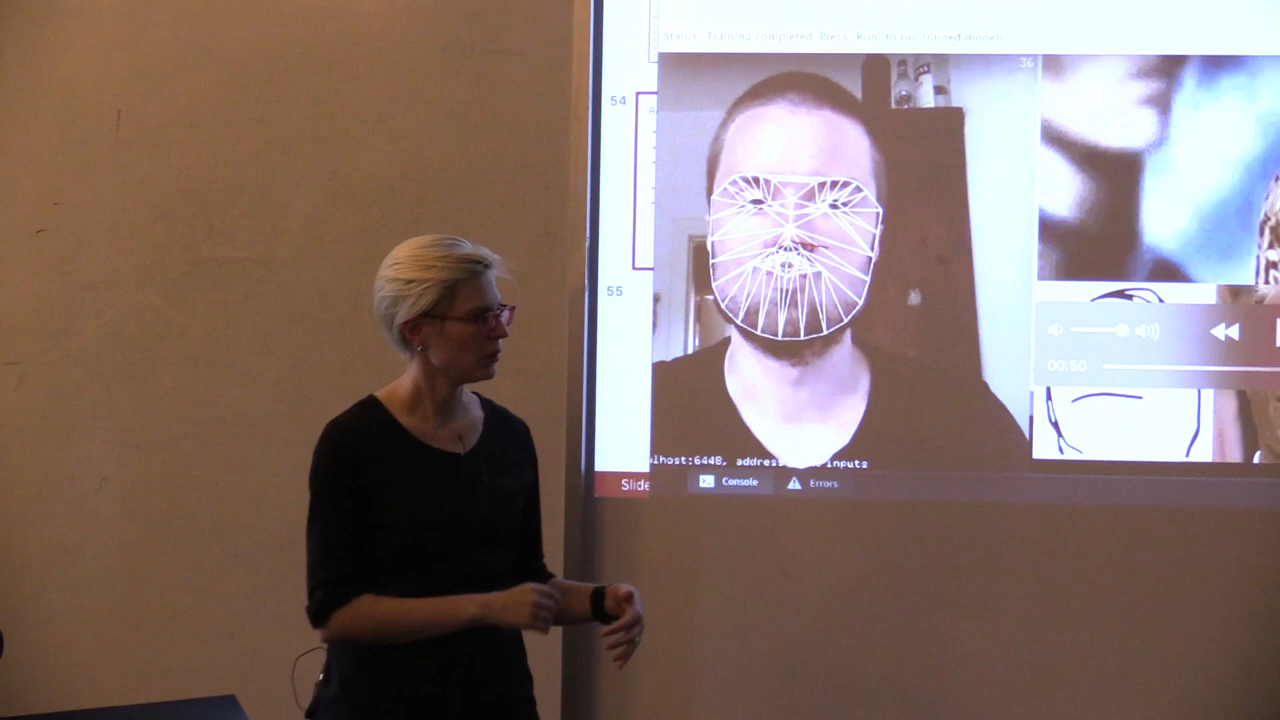 Status: Training completed. Press 'Run' to run trained models
36
54
55
00:50
lhost:6448, address
inputs
Console
Errors
Slide